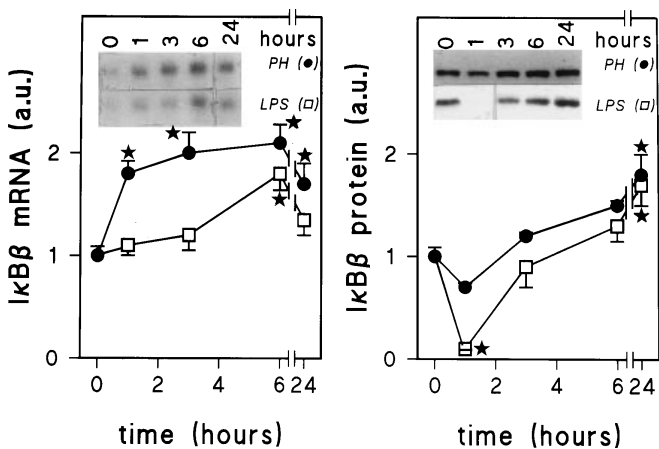 0 1 3 6 24 hours
PH (●)
LPS (□)
IκBβ mRNA (a.u.)
2
1
0
0 2 4 6 24
time (hours)
0 1 3 6 24 hours
PH (●)
LPS (□)
IκBβ protein (a.u.)
2
1
0
0 2 4 6 24
time (hours)